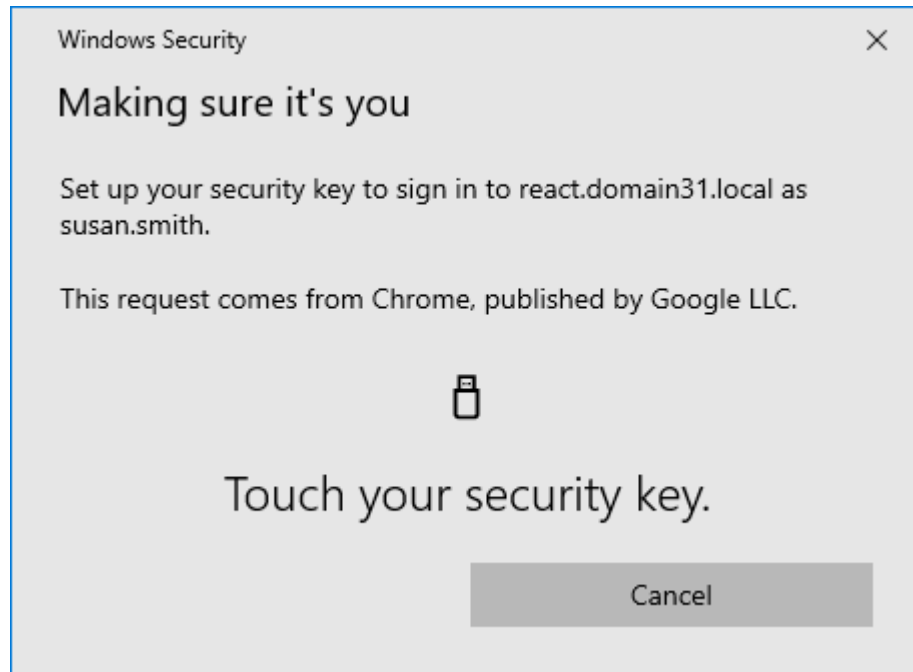 Windows Security
Making sure it's you
Set up your security key to sign in to react.domain31.local as
susan.smith.
This request comes from Chrome, published by Google LLC.
Touch your security key.
Cancel